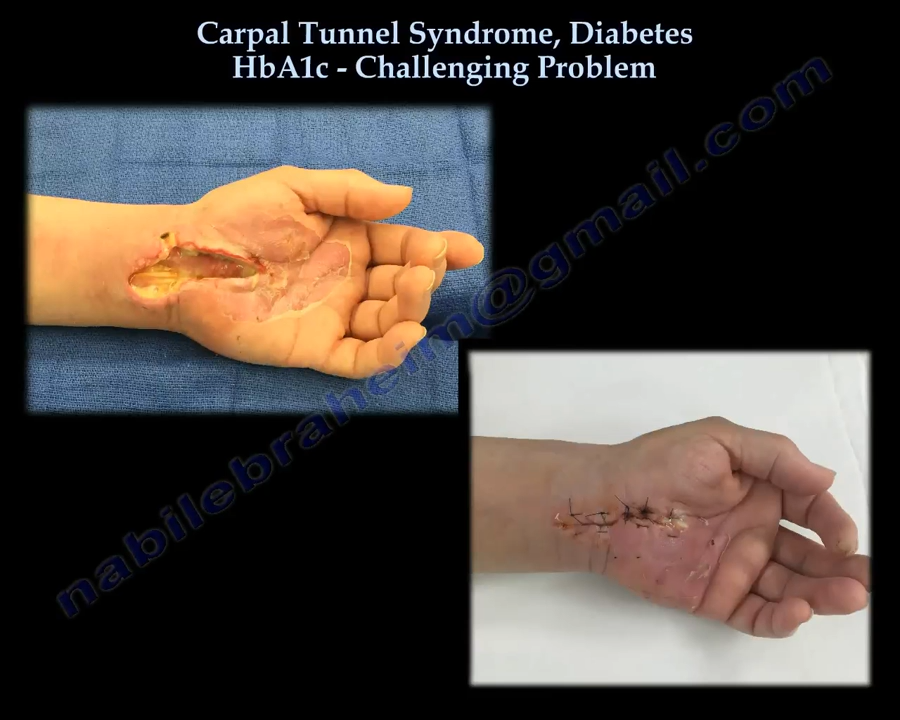 Carpal Tunnel Syndrome, Diabetes
HbA1c - Challenging Problem
nabilebraheim@gmail.com